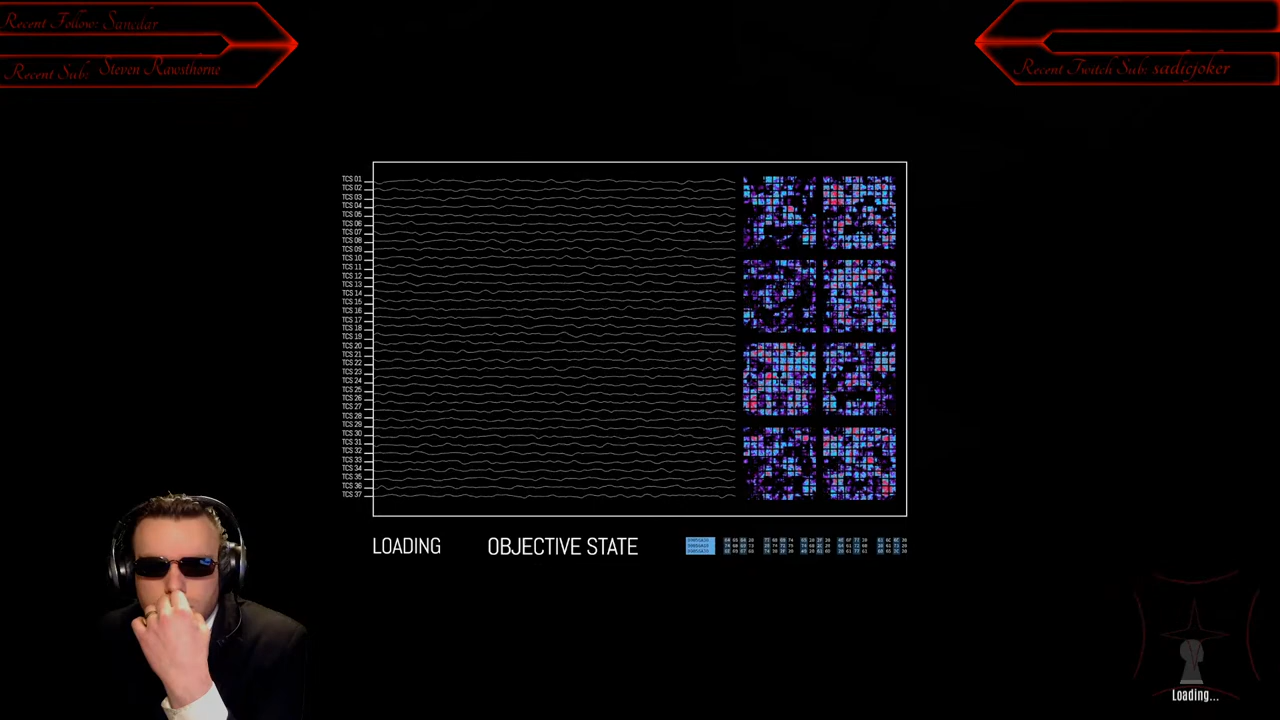 Recent Follow: Sancdar
Recent Sub: Steven Rawsthorne
Recent Twitch Sub: sadicjoker
TCS 01
TCS 02
TCS 03
TCS 04
TCS 05
TCS 06
TCS 07
TCS 08
TCS 09
TCS 10
TCS 11
TCS 12
TCS 13
TCS 14
TCS 15
TCS 16
TCS 17
TCS 18
TCS 19
TCS 20
TCS 21
TCS 22
TCS 23
TCS 24
TCS 25
TCS 26
TCS 27
TCS 28
TCS 29
TCS 30
TCS 31
TCS 32
TCS 33
TCS 34
TCS 35
TCS 36
TCS 37
LOADING OBJECTIVE STATE
Loading...